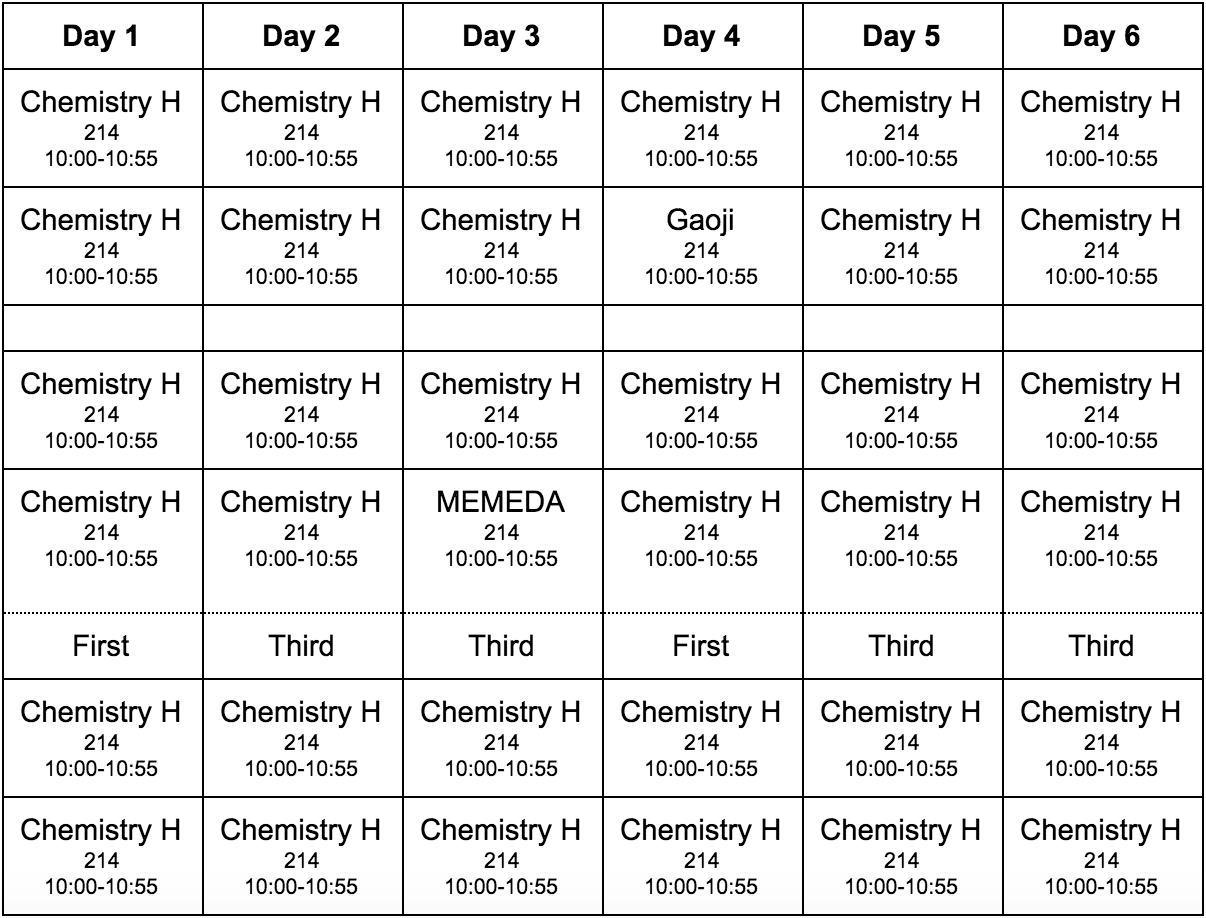 Day 1 Day 2 Day 3 Day 4 Day 5 Day 6
Chemistry H Chemistry H Chemistry H Chemistry H Chemistry H Chemistry H
214 214 214 214 214 214
10:00-10:55 10:00-10:55 10:00-10:55 10:00-10:55 10:00-10:55 10:00-10:55
Chemistry H Chemistry H Chemistry H Gaoji Chemistry H Chemistry H
214 214 214 214 214 214
10:00-10:55 10:00-10:55 10:00-10:55 10:00-10:55 10:00-10:55 10:00-10:55
Chemistry H Chemistry H Chemistry H Chemistry H Chemistry H Chemistry H
214 214 214 214 214 214
10:00-10:55 10:00-10:55 10:00-10:55 10:00-10:55 10:00-10:55 10:00-10:55
Chemistry H Chemistry H MEMEDA Chemistry H Chemistry H Chemistry H
214 214 214 214 214 214
10:00-10:55 10:00-10:55 10:00-10:55 10:00-10:55 10:00-10:55 10:00-10:55
First Third Third First Third Third
Chemistry H Chemistry H Chemistry H Chemistry H Chemistry H Chemistry H
214 214 214 214 214 214
10:00-10:55 10:00-10:55 10:00-10:55 10:00-10:55 10:00-10:55 10:00-10:55
Chemistry H Chemistry H Chemistry H Chemistry H Chemistry H Chemistry H
214 214 214 214 214 214
10:00-10:55 10:00-10:55 10:00-10:55 10:00-10:55 10:00-10:55 10:00-10:55